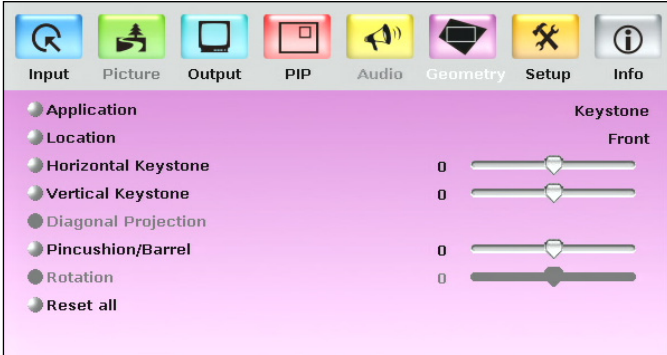 Input Picture Output PIP Audio Geometry Setup Info
Application Keystone
Location Front
Horizontal Keystone 0
Vertical Keystone 0
Diagonal Projection
Pincushion/Barrel 0
Rotation 0
Reset all